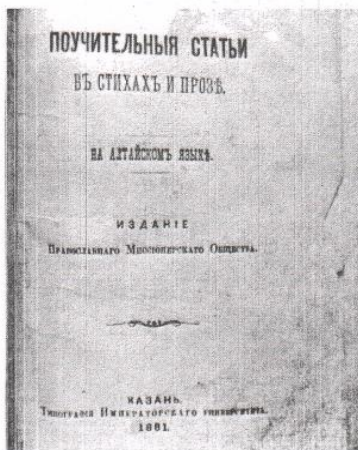 ПОУЧИТЕЛЬНЫЯ СТАТЬИ
ВЪ СТИХАХЪ И ПРОЗѢ.
НА АЛТАЙСКОМЪ ЯЗЫКѢ.
ИЗДАНІЕ
Православнаго Миссіонерскаго Общества.
КАЗАНЬ.
Типографія Императорскаго университета.
1881.